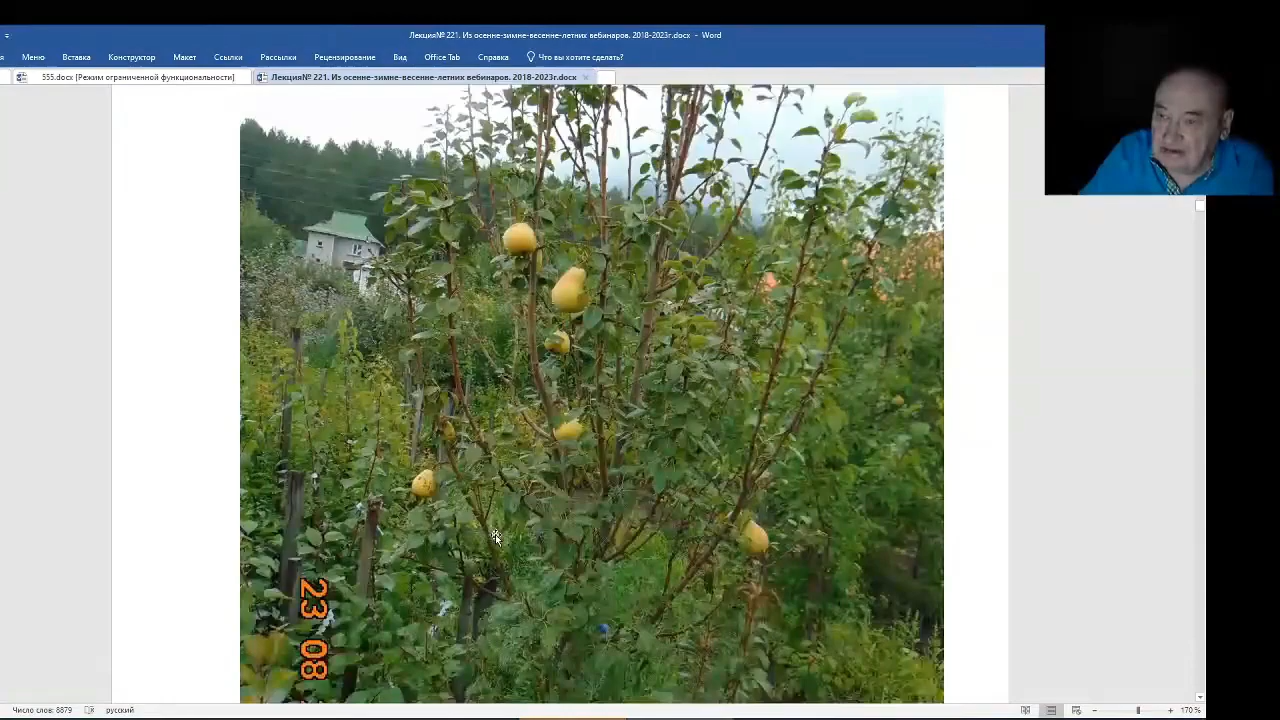 Лекция№ 221. Из осенне-зимне-весенне-летних вебинаров. 2018-2023г.docx - Word
Меню Вставка Конструктор Макет Ссылки Рассылки Рецензирование Вид Office Tab Справка Что вы хотите сделать?
555.docx [Режим ограниченной функциональности] Лекция№ 221. Из осенне-зимне-весенне-летних вебинаров. 2018-2023г.docx
23 08
Число слов: 8879 русский 170 %